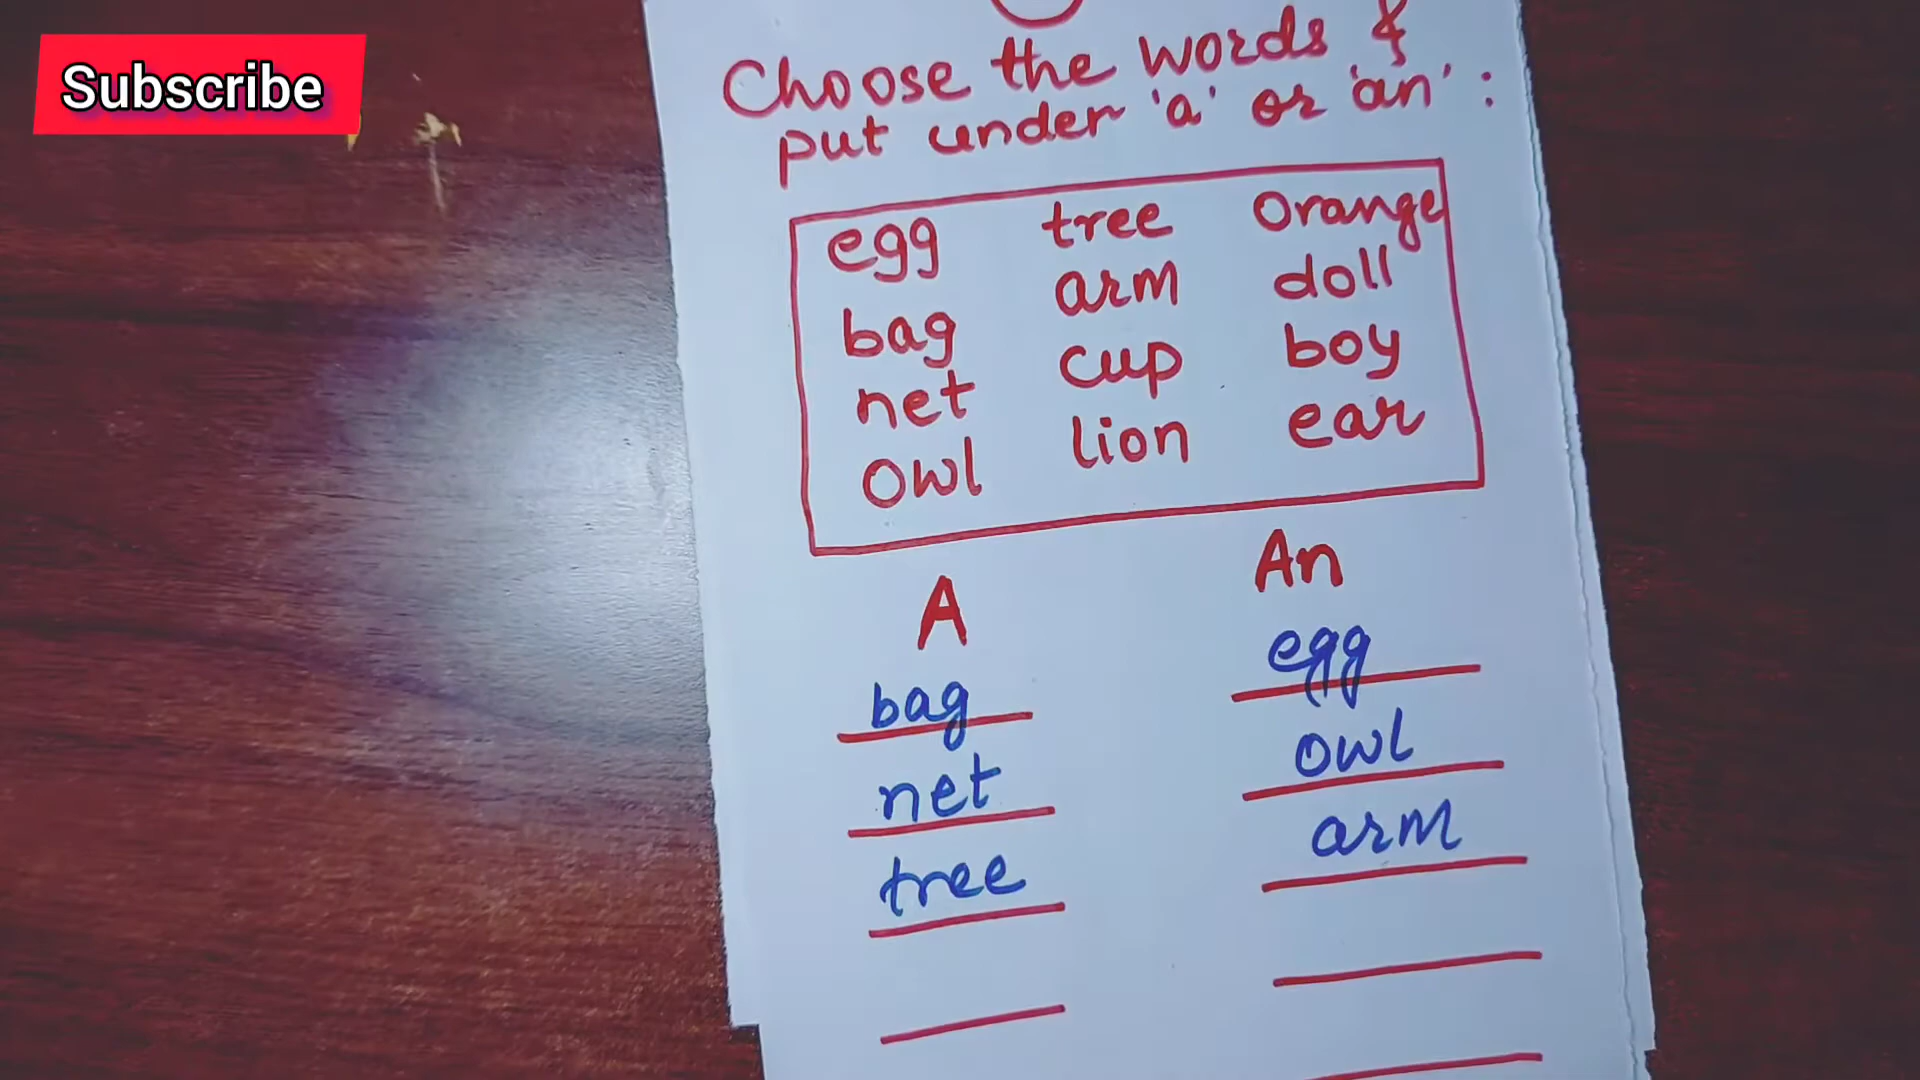 Subscribe
Choose the words &
put under 'a' or 'an' :
egg tree Orange
bag arm doll
net cup boy
owl lion ear
A An
bag egg
net owl
tree arm